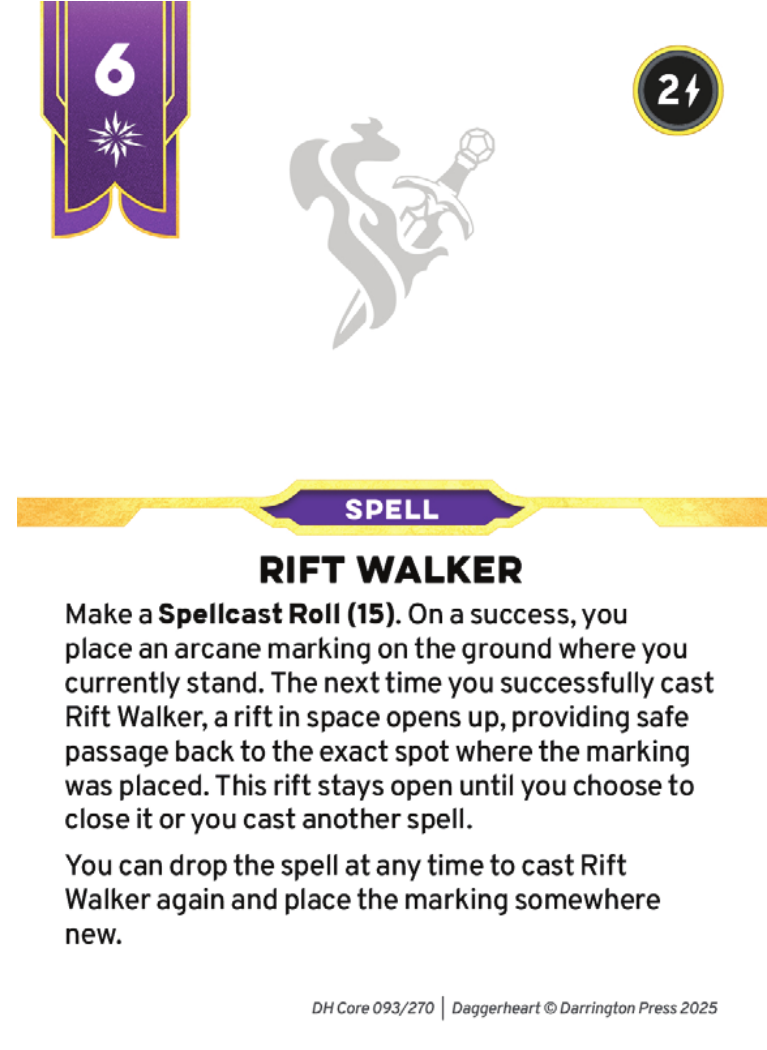 6
2
SPELL
RIFT WALKER
Make a Spellcast Roll (15). On a success, you
place an arcane marking on the ground where you
currently stand. The next time you successfully cast
Rift Walker, a rift in space opens up, providing safe
passage back to the exact spot where the marking
was placed. This rift stays open until you choose to
close it or you cast another spell.
You can drop the spell at any time to cast Rift
Walker again and place the marking somewhere
new.
DH Core 093/270 | Daggerheart © Darrington Press 2025